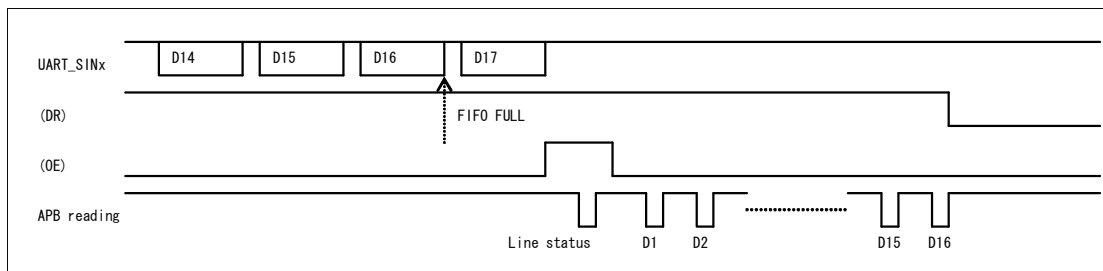 UART_SINx D14 D15 D16 D17
(DR) FIFO FULL
(OE)
APB reading
Line status D1 D2 D15 D16